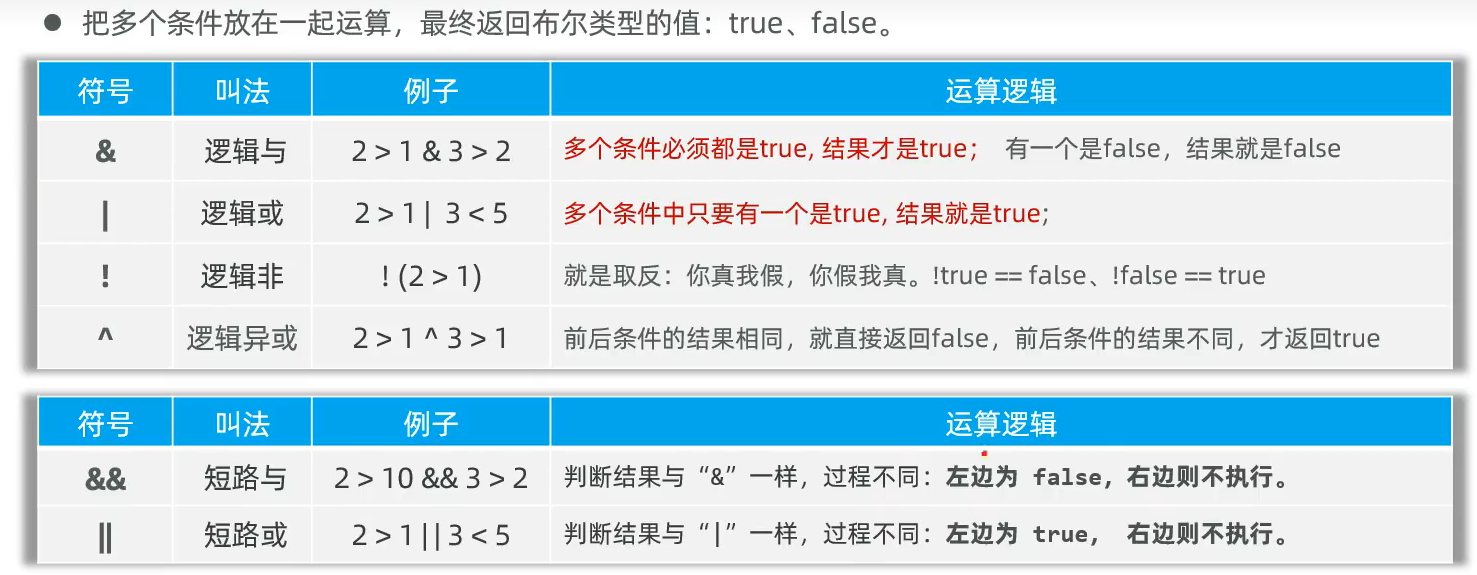 ● 把多个条件放在一起运算，最终返回布尔类型的值：true、false。
符号 叫法 例子 运算逻辑
& 逻辑与 2 > 1 & 3 > 2 多个条件必须都是true, 结果才是true； 有一个是false，结果就是false
| 逻辑或 2 > 1 | 3 < 5 多个条件中只要有一个是true, 结果就是true;
! 逻辑非 ! (2 > 1) 就是取反：你真我假，你假我真。!true == false、!false == true
^ 逻辑异或 2 > 1 ^ 3 > 1 前后条件的结果相同，就直接返回false，前后条件的结果不同，才返回true
符号 叫法 例子 运算逻辑
&& 短路与 2 > 10 && 3 > 2 判断结果与“&”一样，过程不同：左边为 false，右边则不执行。
|| 短路或 2 > 1 || 3 < 5 判断结果与“|”一样，过程不同：左边为 true， 右边则不执行。